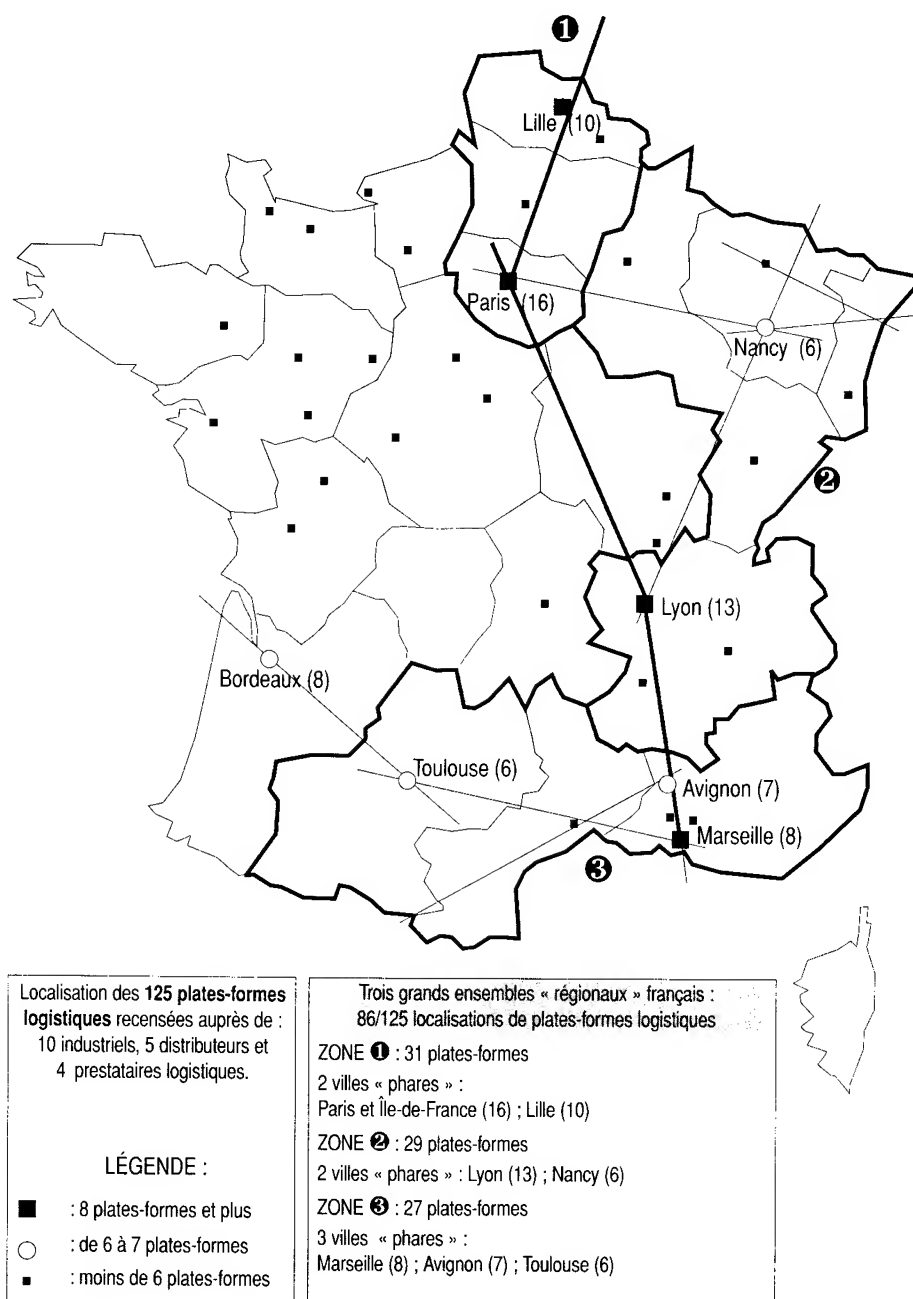 ❶
Lille (10)
Paris (16)
Nancy (6)
❷
Lyon (13)
Bordeaux (8)
Toulouse (6)
Avignon (7)
Marseille (8)
❸
Localisation des 125 plates-formes
logistiques recensées auprès de :
10 industriels, 5 distributeurs et
4 prestataires logistiques.
LÉGENDE :
: 8 plates-formes et plus
: de 6 à 7 plates-formes
: moins de 6 plates-formes
Trois grands ensembles « régionaux » français :
86/125 localisations de plates-formes logistiques
ZONE ❶ : 31 plates-formes
2 villes « phares » :
Paris et Île-de-France (16) ; Lille (10)
ZONE ❷ : 29 plates-formes
2 villes « phares » : Lyon (13) ; Nancy (6)
ZONE ❸ : 27 plates-formes
3 villes « phares » :
Marseille (8) ; Avignon (7) ; Toulouse (6)